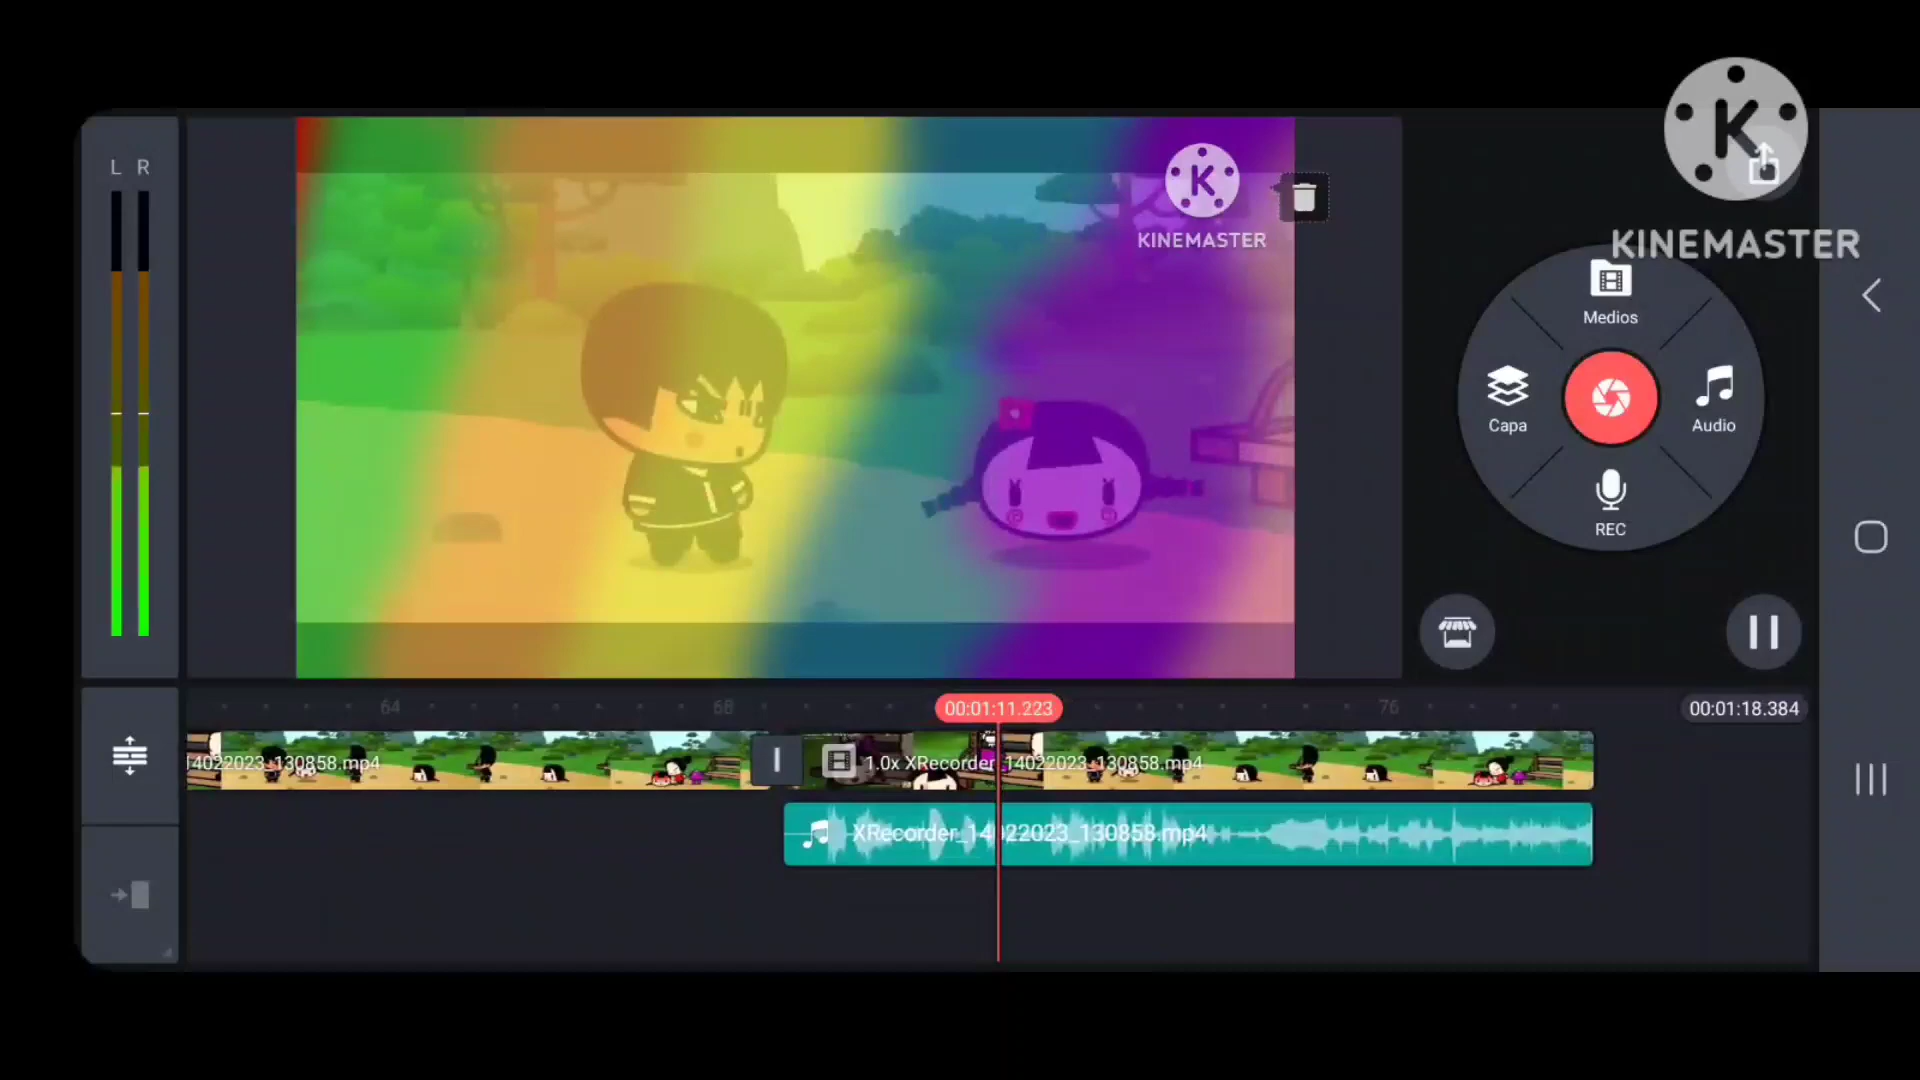 L R
K
KINEMASTER
K
KINEMASTER
Medios
Capa
Audio
REC
64
68
00:01:11.223
76
00:01:18.384
14022023_130858.mp4
1.0x XRecorder_14022023_130858.mp4
XRecorder_14022023_130858.mp4